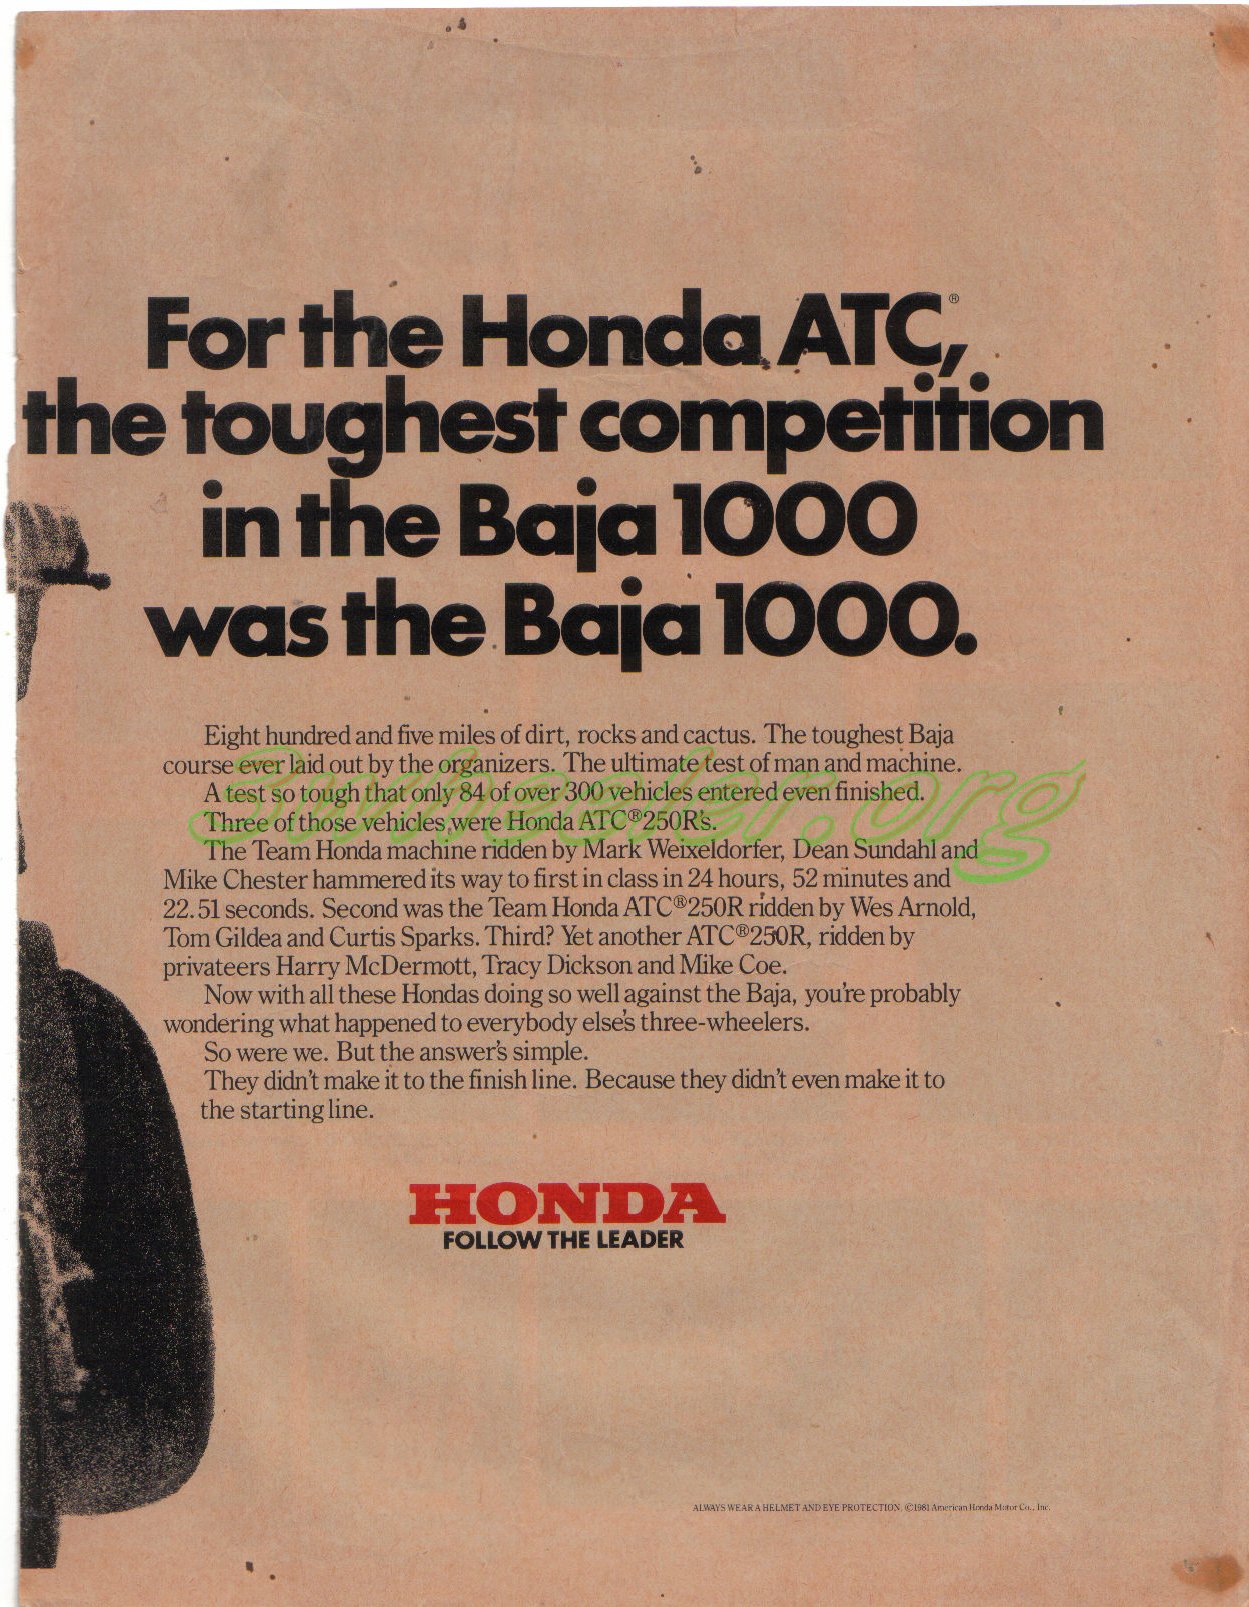 For the Honda ATC,®
the toughest competition
in the Baja 1000
was the Baja 1000.
Eight hundred and five miles of dirt, rocks and cactus. The toughest Baja
course ever laid out by the organizers. The ultimate test of man and machine.
A test so tough that only 84 of over 300 vehicles entered even finished.
Three of those vehicles were Honda ATC®250R's.
The Team Honda machine ridden by Mark Weixeldorfer, Dean Sundahl and
Mike Chester hammered its way to first in class in 24 hours, 52 minutes and
22.51 seconds. Second was the Team Honda ATC®250R ridden by Wes Arnold,
Tom Gildea and Curtis Sparks. Third? Yet another ATC®250R, ridden by
privateers Harry McDermott, Tracy Dickson and Mike Coe.
Now with all these Hondas doing so well against the Baja, you're probably
wondering what happened to everybody else's three-wheelers.
So were we. But the answer's simple.
They didn't make it to the finish line. Because they didn't even make it to
the starting line.
3wheeler.org
HONDA
FOLLOW THE LEADER
ALWAYS WEAR A HELMET AND EYE PROTECTION. ©1981 American Honda Motor Co., Inc.